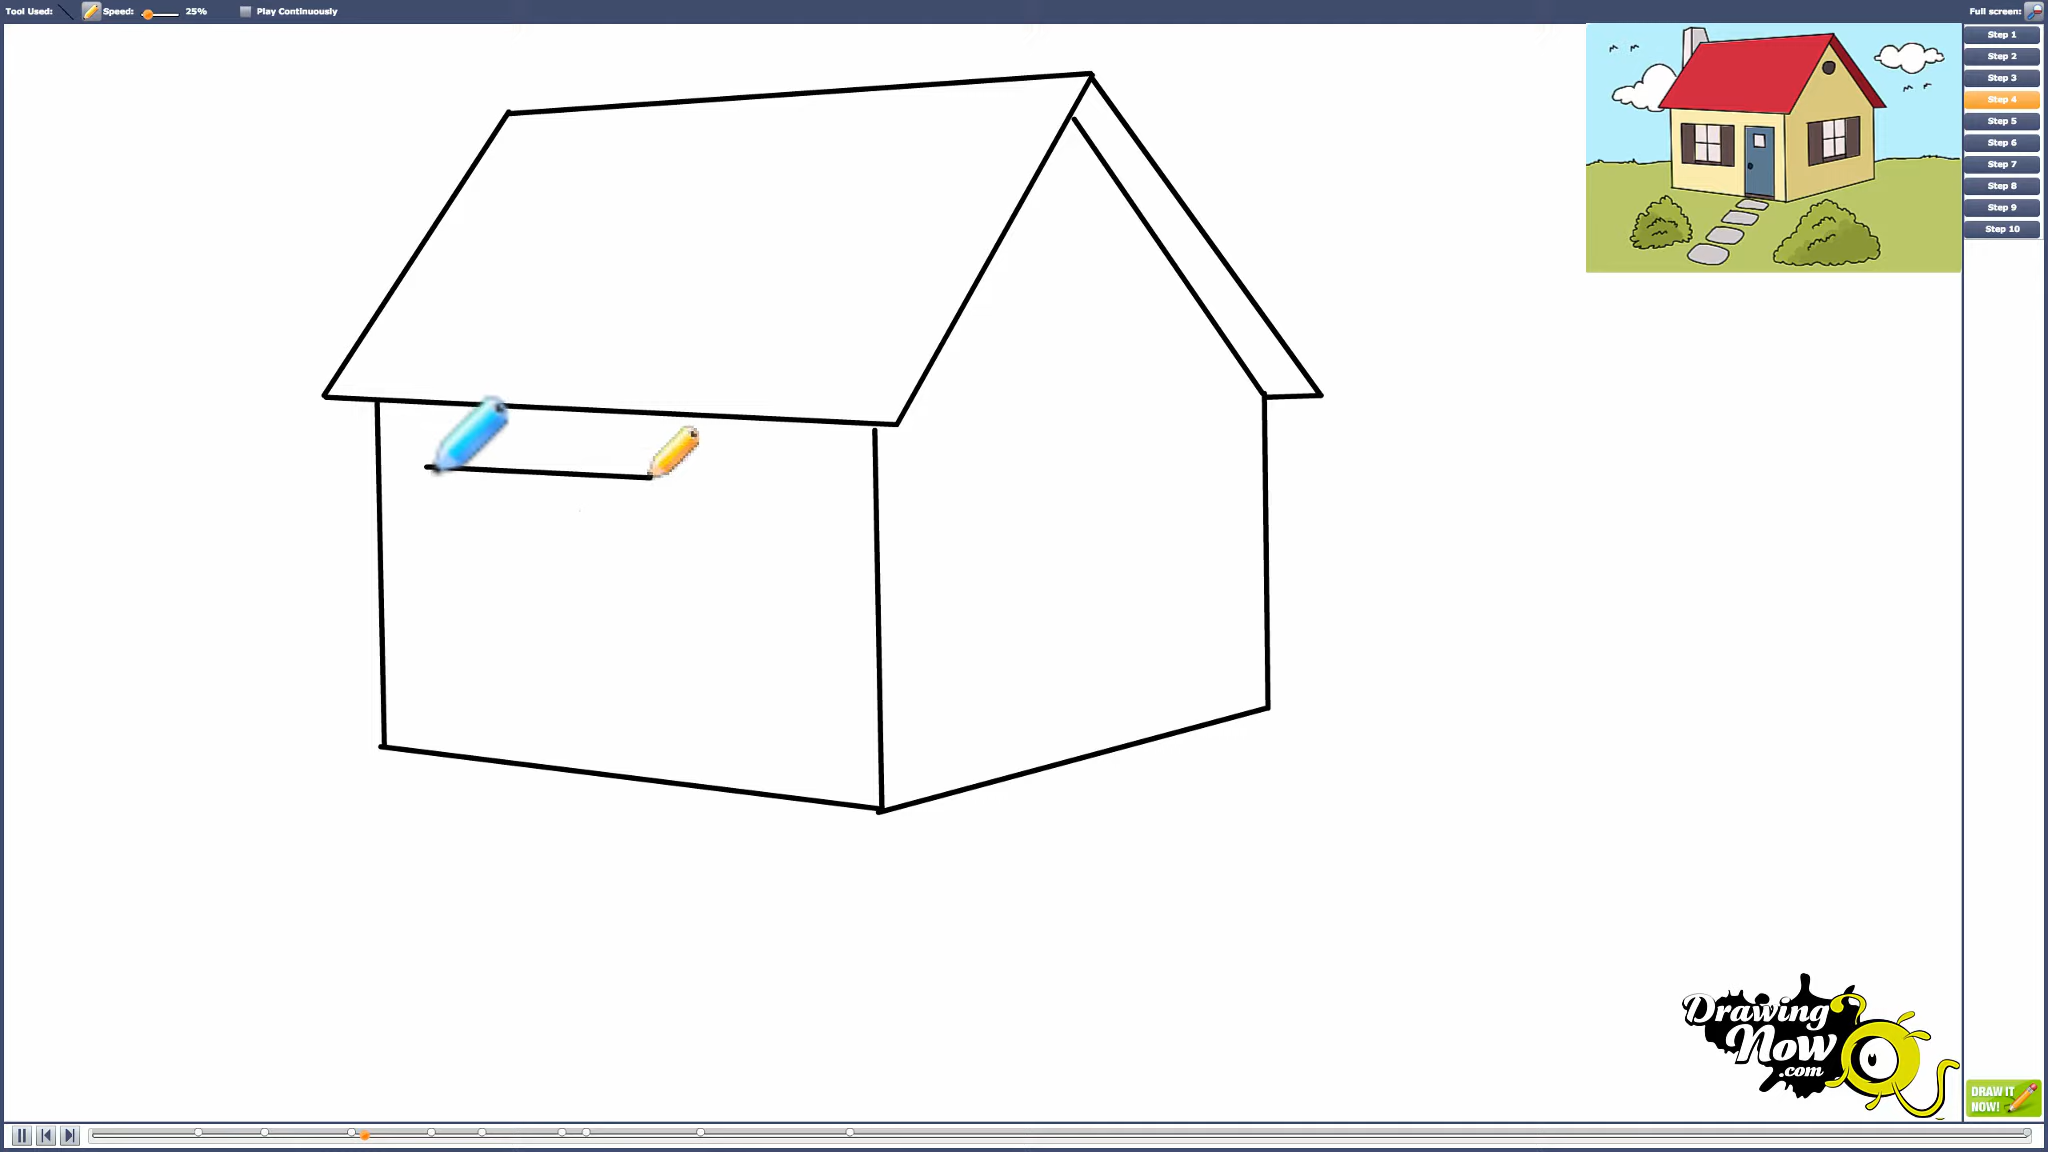 Tool Used: Speed: 25% Play Continuously Full screen:
Step 1
Step 2
Step 3
Step 4
Step 5
Step 6
Step 7
Step 8
Step 9
Step 10
Drawing
Now
.com
DRAW IT
NOW!